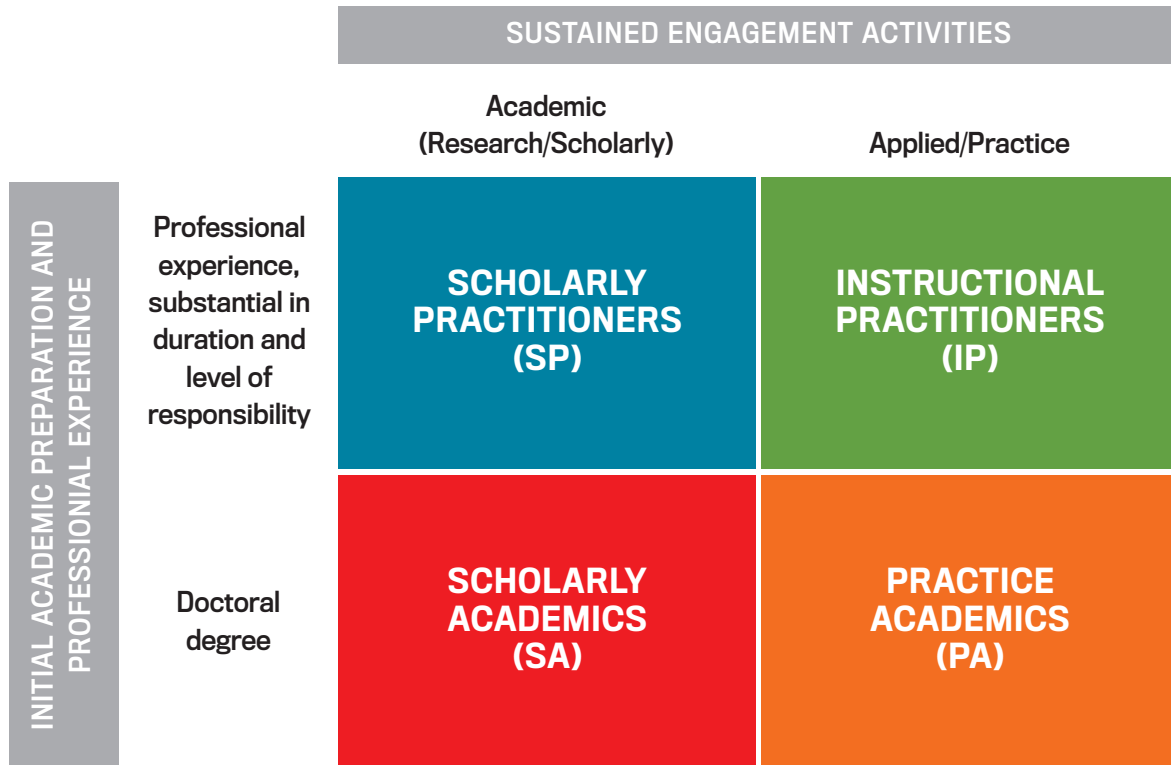 SUSTAINED ENGAGEMENT ACTIVITIES
Academic
(Research/Scholarly)
Applied/Practice
INITIAL ACADEMIC PREPARATION AND
PROFESSIONIAL EXPERIENCE
Professional
experience,
substantial in
duration and
level of
responsibility
SCHOLARLY
PRACTITIONERS
(SP)
INSTRUCTIONAL
PRACTITIONERS
(IP)
Doctoral
degree
SCHOLARLY
ACADEMICS
(SA)
PRACTICE
ACADEMICS
(PA)